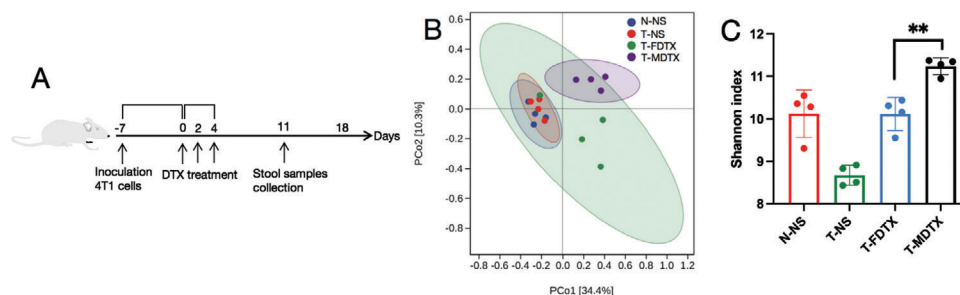 A
-7 0 2 4 11 18 Days
Inoculation
4T1 cells
DTX treatment
Stool samples
collection
B
N-NS
T-NS
T-FDTX
T-MDTX
PCo2 [10.3%]
0.6
0.4
0.2
0.0
-0.2
-0.4
-0.6
-0.8
-0.8 -0.6 -0.4 -0.2 0.0 0.2 0.4 0.6 0.8 1.0 1.2
PCo1 [34.4%]
C
**
Shannon index
12
11
10
9
8
N-NS
T-NS
T-FDTX
T-MDTX